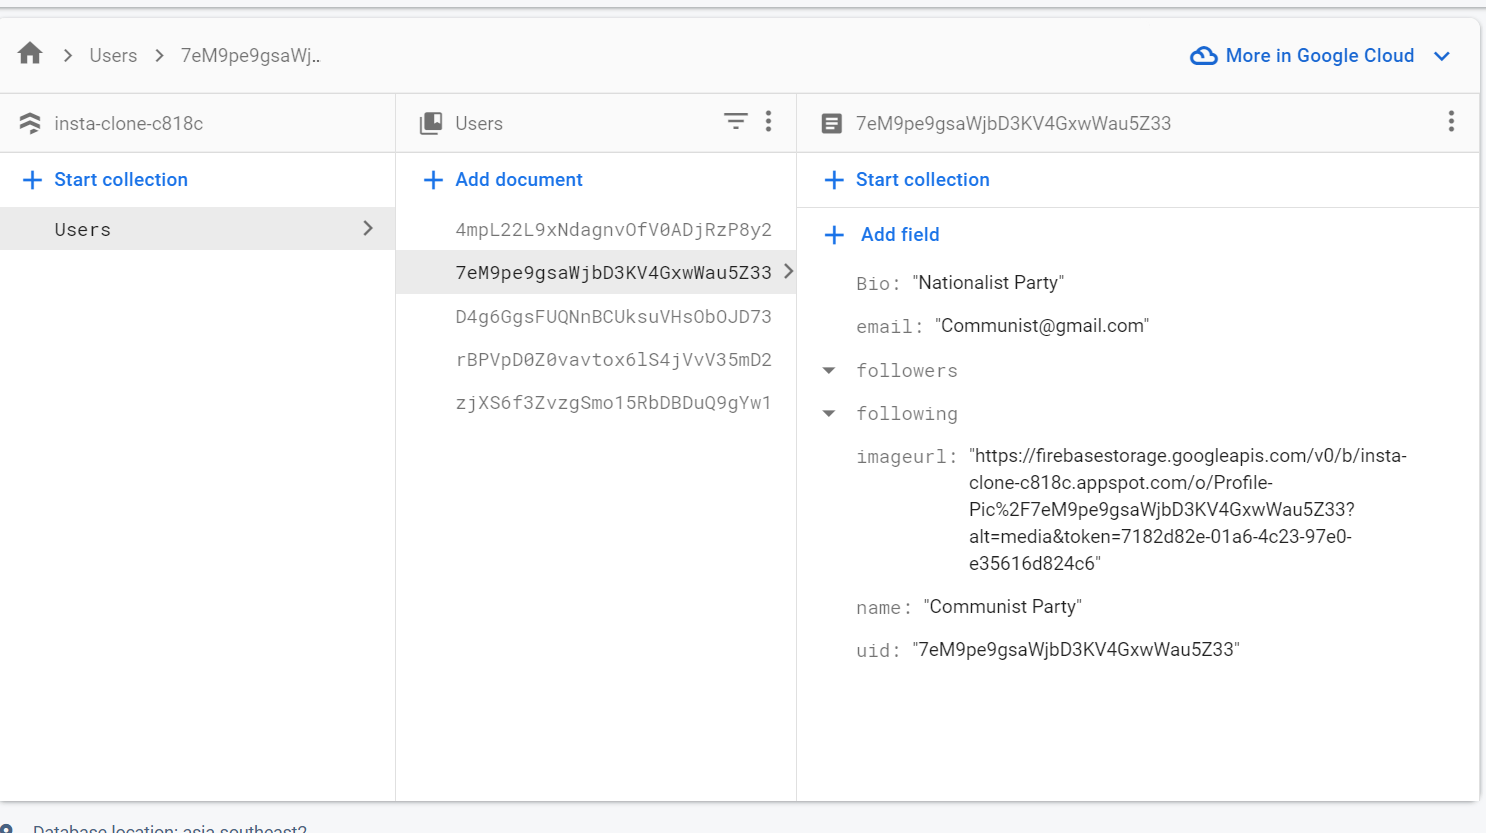 Users
7eM9pe9gsaWj..
More in Google Cloud
insta-clone-c818c
Users
7eM9pe9gsaWjbD3KV4GxwWau5Z33
Start collection
Users
Add document
4mpL22L9xNdagnvOfV0ADjRzP8y2
7eM9pe9gsaWjbD3KV4GxwWau5Z33
D4g6GgsFUQNnBCUksuVHsObOJD73
rBPVpD0Z0vavtox6lS4jVvV35mD2
zjXS6f3ZvzgSmo15RbDBDuQ9gYw1
Start collection
Add field
Bio: "Nationalist Party"
email: "Communist@gmail.com"
followers
following
imageurl: "https://firebasestorage.googleapis.com/v0/b/insta-
clone-c818c.appspot.com/o/Profile-
Pic%2F7eM9pe9gsaWjbD3KV4GxwWau5Z33?
alt=media&token=7182d82e-01a6-4c23-97e0-
e35616d824c6"
name: "Communist Party"
uid: "7eM9pe9gsaWjbD3KV4GxwWau5Z33"
Database location: asia-southeast2